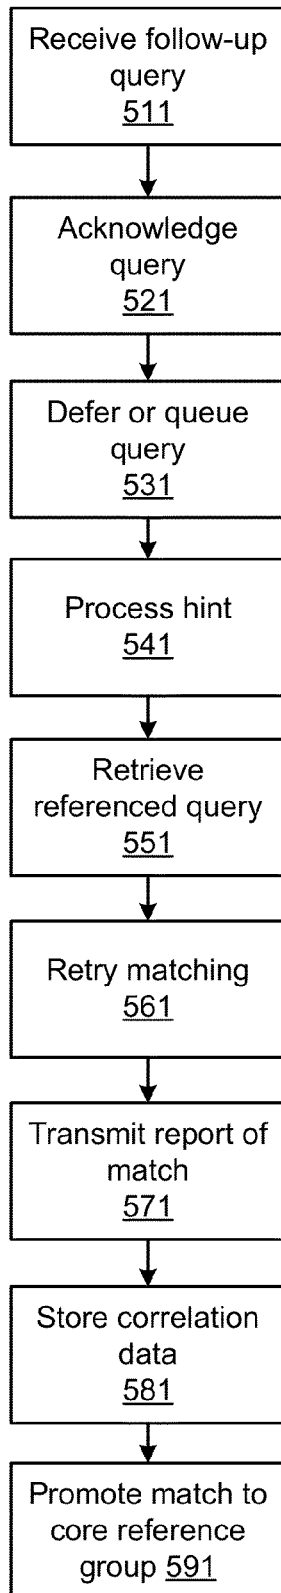 Receive follow-up
query
511
Acknowledge
query
521
Defer or queue
query
531
Process hint
541
Retrieve
referenced query
551
Retry matching
561
Transmit report of
match
571
Store correlation
data
581
Promote match to
core reference
group 591